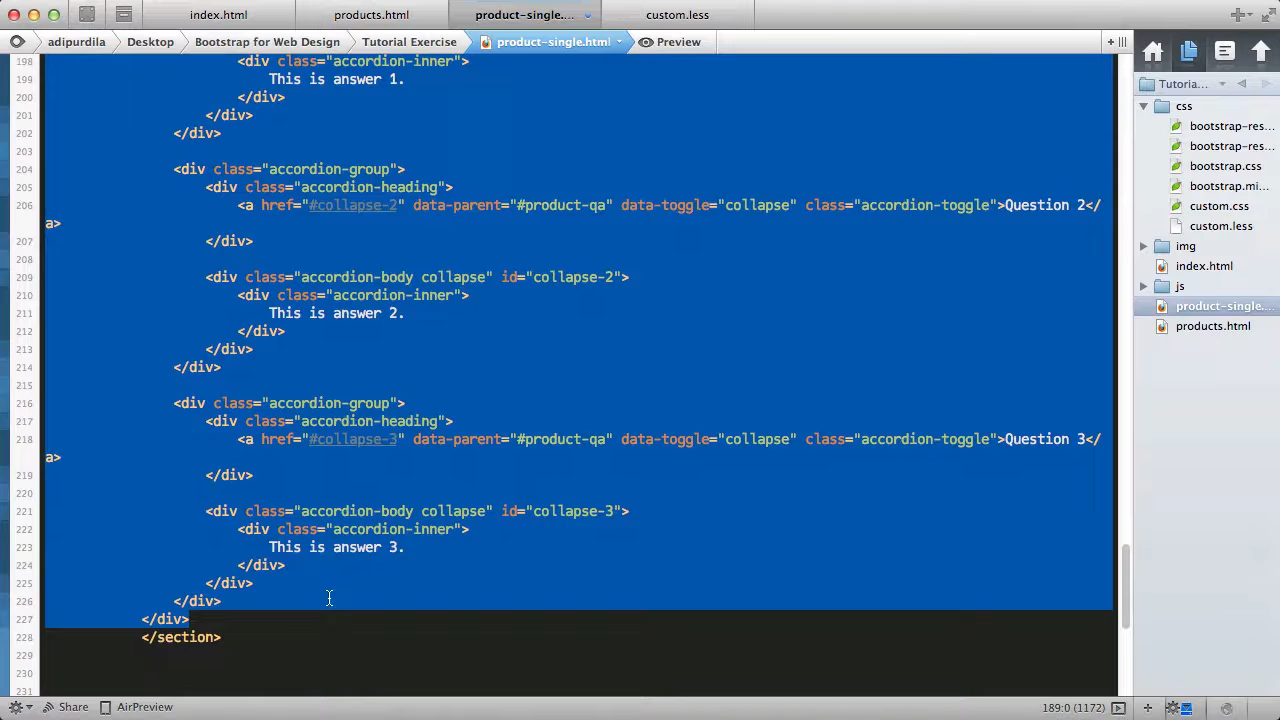 index.html
products.html
product-single....
custom.less
adipurdila
Desktop
Bootstrap for Web Design
Tutorial Exercise
product-single.html
Preview
198 <div class="accordion-inner">
199 This is answer 1.
200 </div>
201 </div>
202 </div>
203
204 <div class="accordion-group">
205 <div class="accordion-heading">
206 <a href="#collapse-2" data-parent="#product-qa" data-toggle="collapse" class="accordion-toggle">Question 2</
a>
207 </div>
208
209 <div class="accordion-body collapse" id="collapse-2">
210 <div class="accordion-inner">
211 This is answer 2.
212 </div>
213 </div>
214 </div>
215
216 <div class="accordion-group">
217 <div class="accordion-heading">
218 <a href="#collapse-3" data-parent="#product-qa" data-toggle="collapse" class="accordion-toggle">Question 3</
a>
219 </div>
220
221 <div class="accordion-body collapse" id="collapse-3">
222 <div class="accordion-inner">
223 This is answer 3.
224 </div>
225 </div>
226 </div>
227 </div>
228 </section>
229
230
231
Tutoria...
css
bootstrap-res...
bootstrap-res...
bootstrap.css
bootstrap.mi...
custom.css
custom.less
img
index.html
js
product-single....
products.html
Share
AirPreview
189:0 (1172)